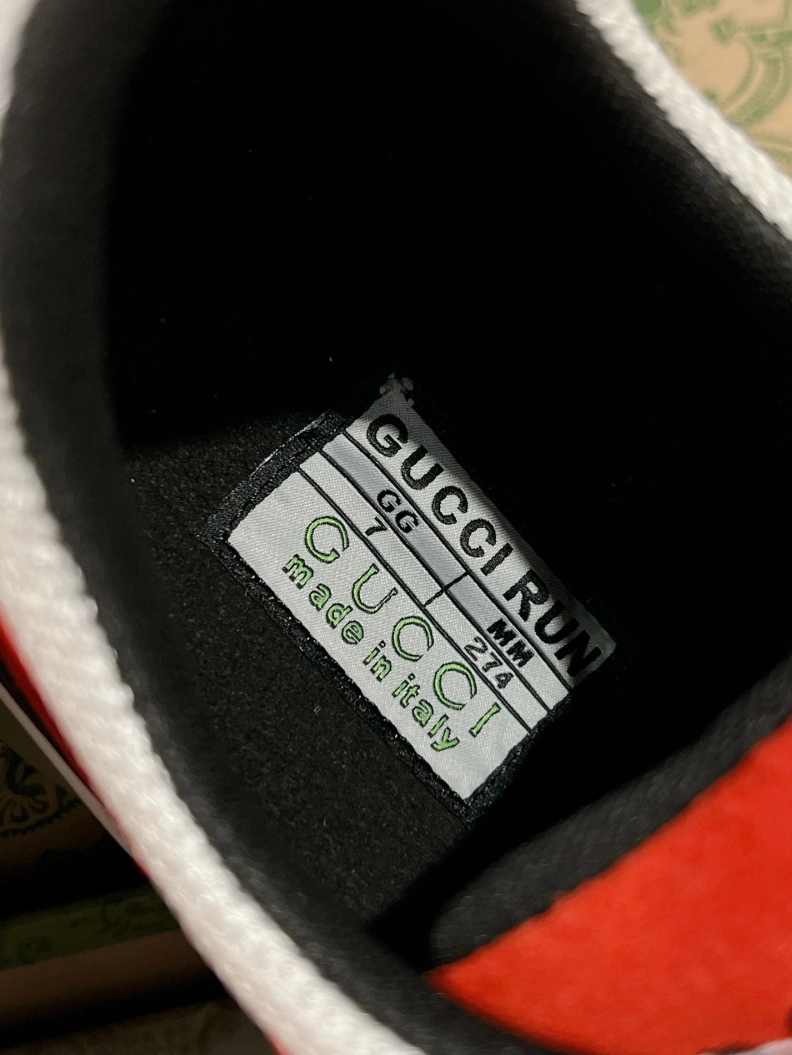 GUCCI RUN
GG MM
7 274
GUCCI
made in italy